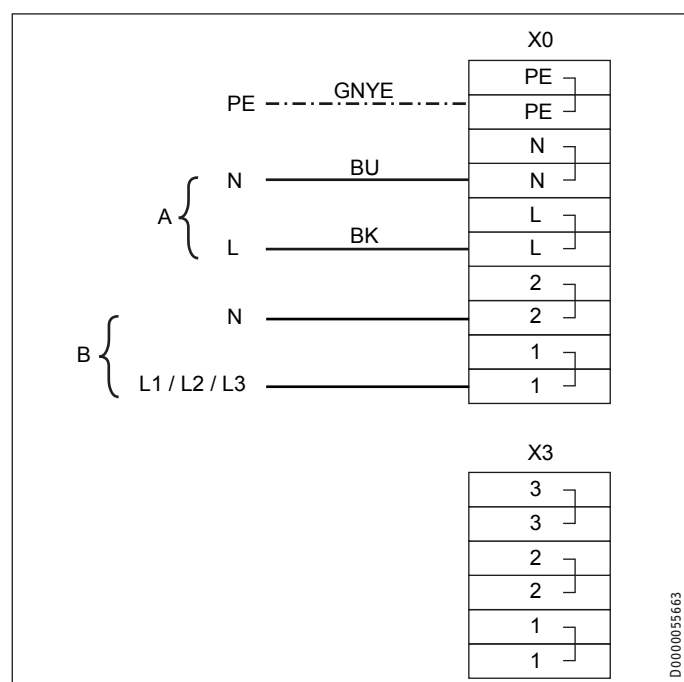 X0
PE
PE GNYE PE
N
A N BU N
L
L BK L
2
N 2
1
B L1 / L2 / L3 1
X3
3
3
2
2
1
1
D0000055663